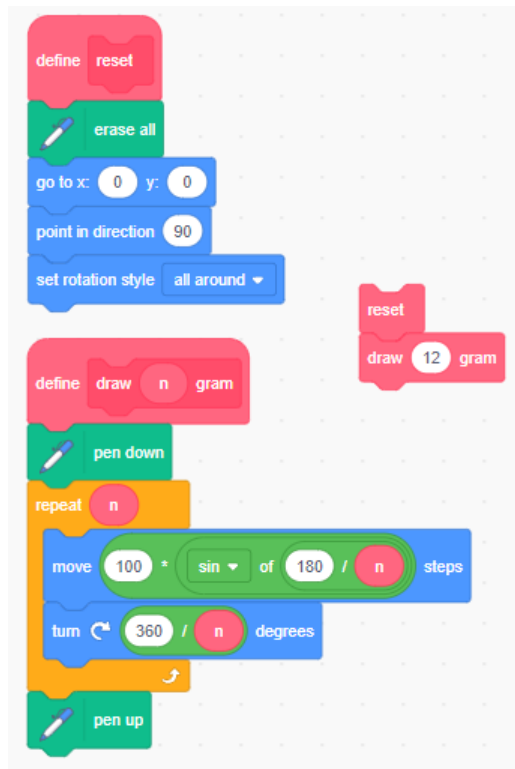 define reset
erase all
go to x: 0 y: 0
point in direction 90
set rotation style all around
reset
draw 12 gram
define draw n gram
pen down
repeat n
move 100 * sin of 180 / n steps
turn 360 / n degrees
pen up